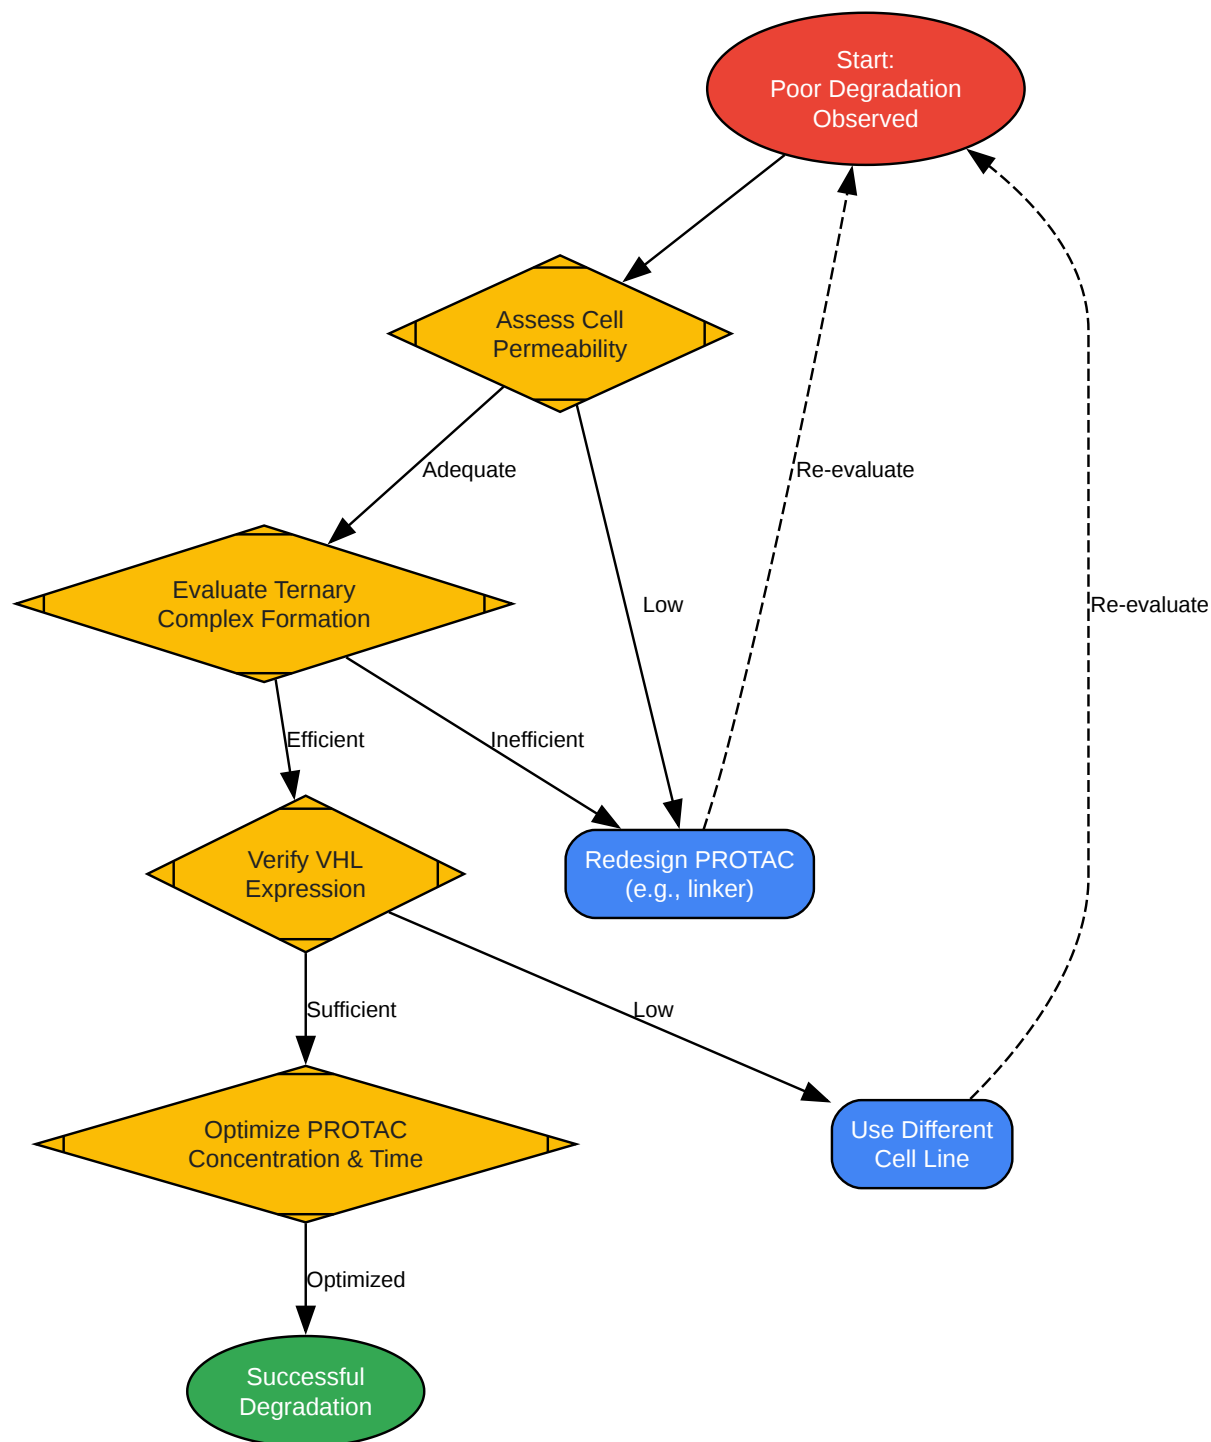 Start:
Poor Degradation
Observed
Assess Cell
Permeability
Adequate
Re-evaluate
Evaluate Ternary
Complex Formation
Low
Re-evaluate
Efficient
Inefficient
Verify VHL
Expression
Redesign PROTAC
(e.g., linker)
Sufficient
Low
Optimize PROTAC
Concentration & Time
Use Different
Cell Line
Optimized
Successful
Degradation